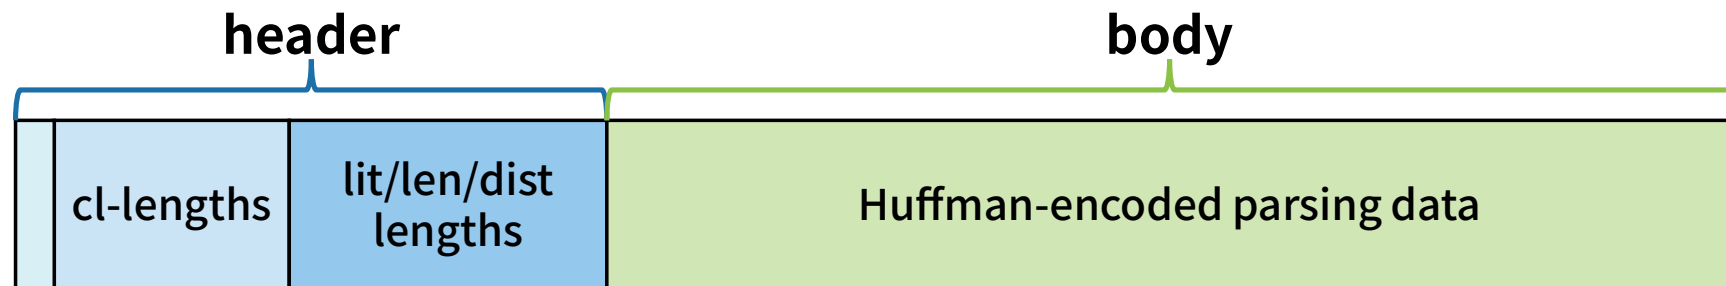 header
body
cl-lengths
lit/len/dist
lengths
Huffman-encoded parsing data